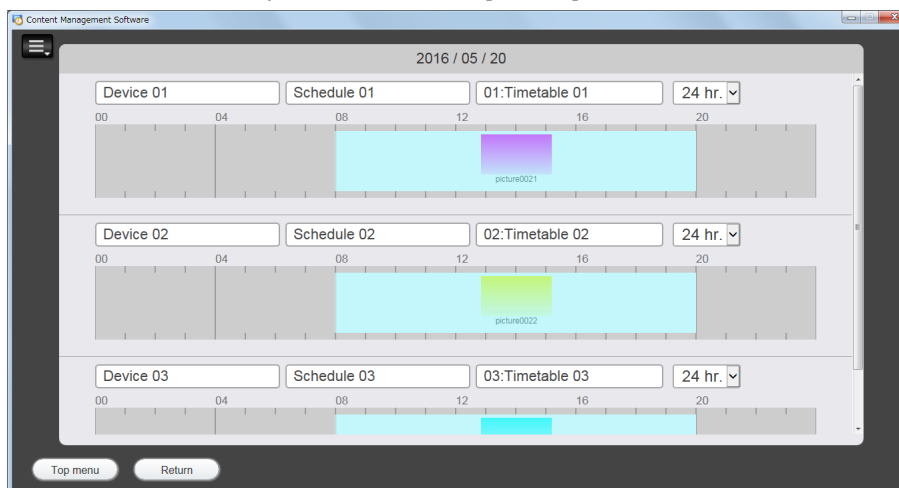 Content Management Software
2016 / 05 / 20
Device 01 Schedule 01 01:Timetable 01 24 hr.
00 04 08 12 16 20
picture0021
Device 02 Schedule 02 02:Timetable 02 24 hr.
00 04 08 12 16 20
picture0022
Device 03 Schedule 03 03:Timetable 03 24 hr.
00 04 08 12 16 20
Top menu Return